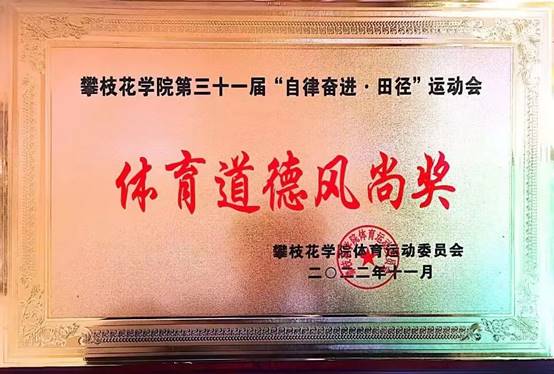 攀枝花学院第三十一届“自律奋进·田径”运动会
体育道德风尚奖
攀枝花学院体育运动委员会
二〇二二年十一月